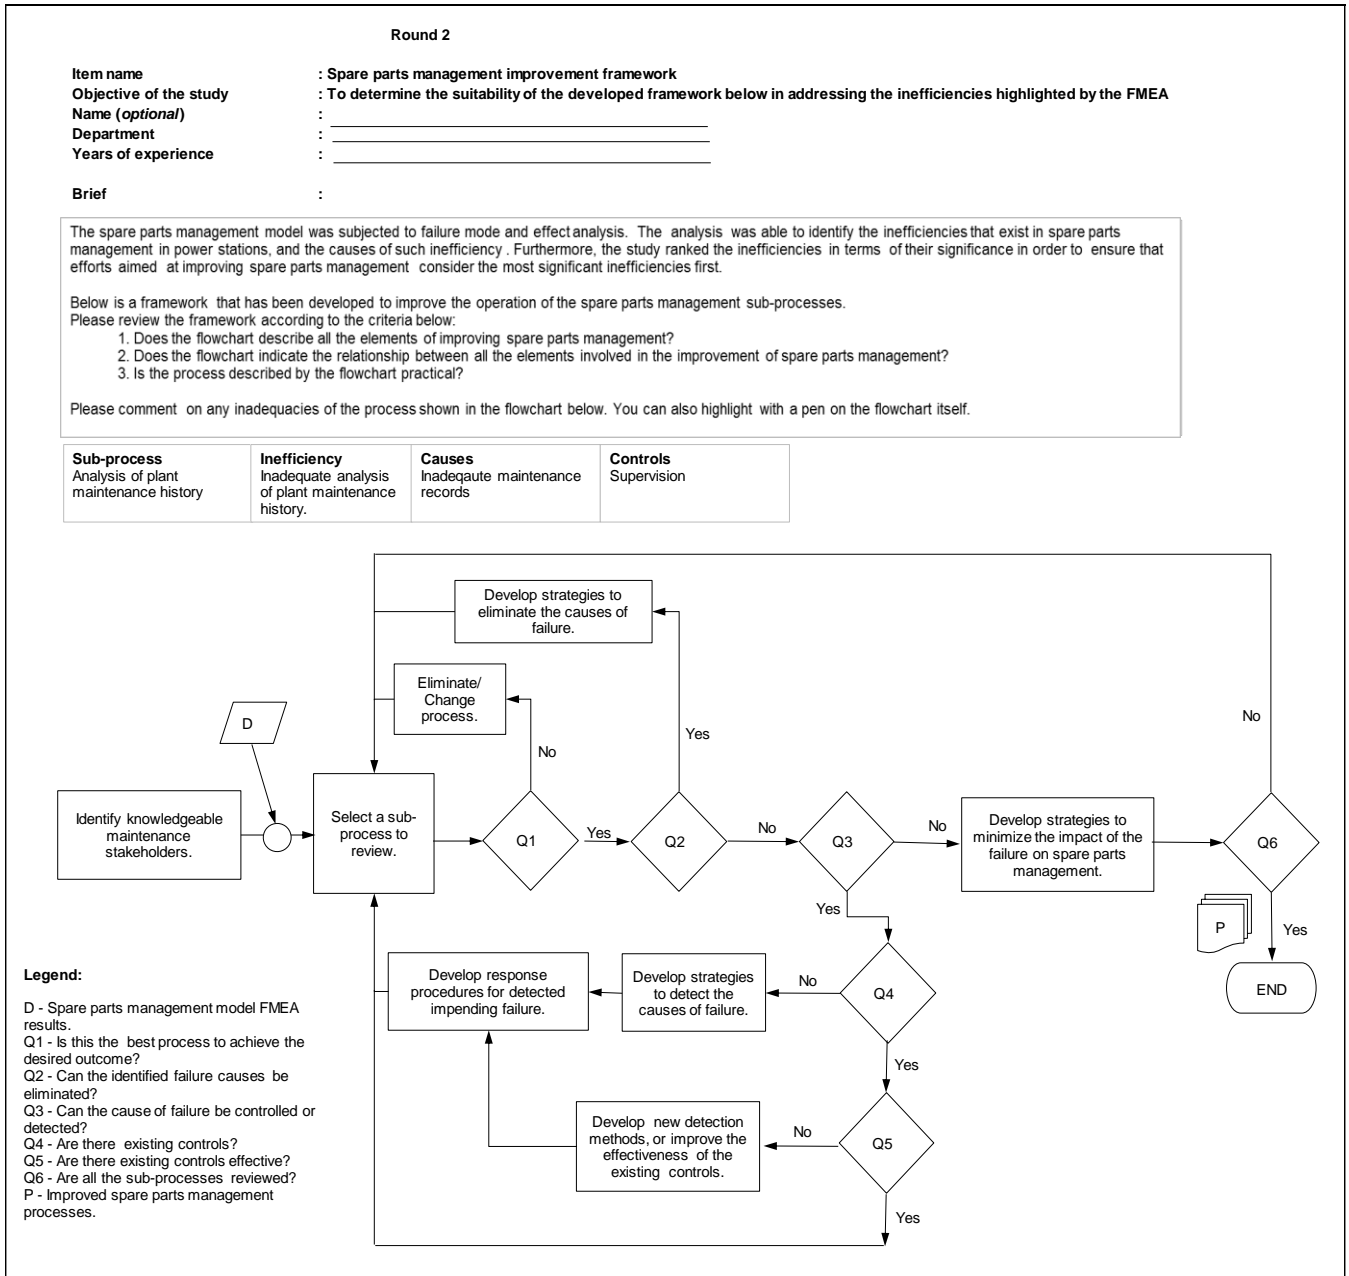 Round 2
Item name : Spare parts management improvement framework
Objective of the study : To determine the suitability of the developed framework below in addressing the inefficiencies highlighted by the FMEA
Name (optional) :
Department :
Years of experience :
Brief :
The spare parts management model was subjected to failure mode and effect analysis. The analysis was able to identify the inefficiencies that exist in spare parts
management in power stations, and the causes of such inefficiency . Furthermore, the study ranked the inefficiencies in terms of their significance in order to ensure that
efforts aimed at improving spare parts management consider the most significant inefficiencies first.
Below is a framework that has been developed to improve the operation of the spare parts management sub-processes.
Please review the framework according to the criteria below:
1. Does the flowchart describe all the elements of improving spare parts management?
2. Does the flowchart indicate the relationship between all the elements involved in the improvement of spare parts management?
3. Is the process described by the flowchart practical?
Please comment on any inadequacies of the process shown in the flowchart below. You can also highlight with a pen on the flowchart itself.
Sub-process
Analysis of plant
maintenance history
Inefficiency
Inadequate analysis
of plant maintenance
history.
Causes
Inadeqaute maintenance
records
Controls
Supervision
Develop strategies to
eliminate the causes of
failure.
Eliminate/
Change
process.
D
No
Yes
No
Identify knowledgeable
maintenance
stakeholders.
Select a sub-
process to
review.
Q1
Yes
Q2
No
Q3
No
Develop strategies to
minimize the impact of the
failure on spare parts
management.
Q6
Yes
P
Yes
END
Develop response
procedures for detected
impending failure.
Develop strategies
to detect the
causes of failure.
No
Q4
Yes
Develop new detection
methods, or improve the
effectiveness of the
existing controls.
No
Q5
Yes
Legend:
D - Spare parts management model FMEA
results.
Q1 - Is this the best process to achieve the
desired outcome?
Q2 - Can the identified failure causes be
eliminated?
Q3 - Can the cause of failure be controlled or
detected?
Q4 - Are there existing controls?
Q5 - Are there existing controls effective?
Q6 - Are all the sub-processes reviewed?
P - Improved spare parts management
processes.